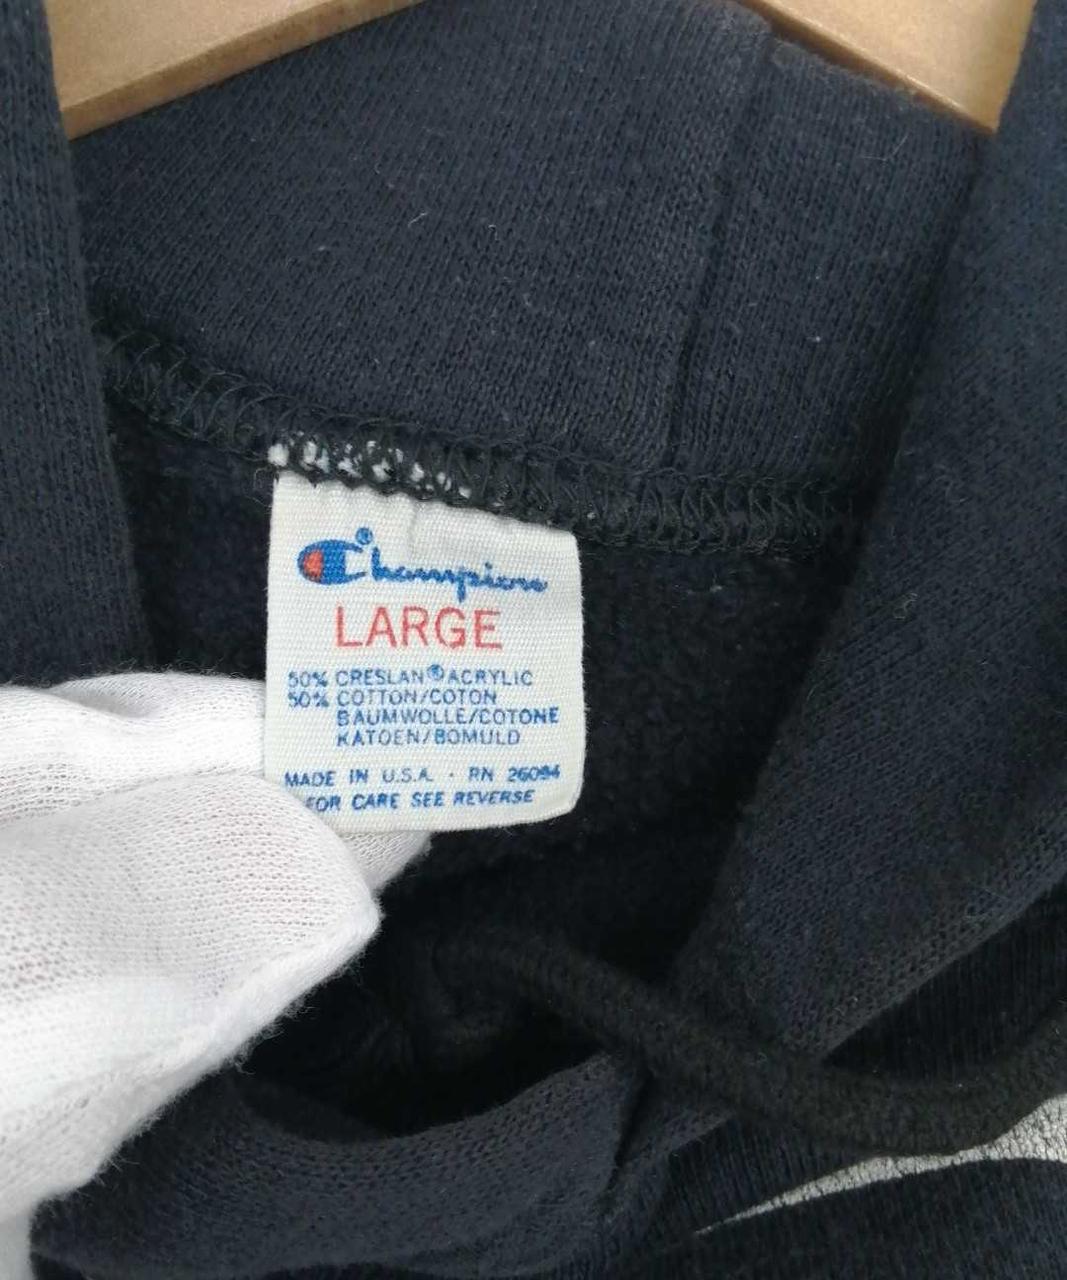 Champion®
LARGE
50% CRESLAN® ACRYLIC
50% COTTON/COTON
BAUMWOLLE/COTONE
KATOEN/BOMULD
MADE IN U.S.A. · RN 26094
FOR CARE SEE REVERSE